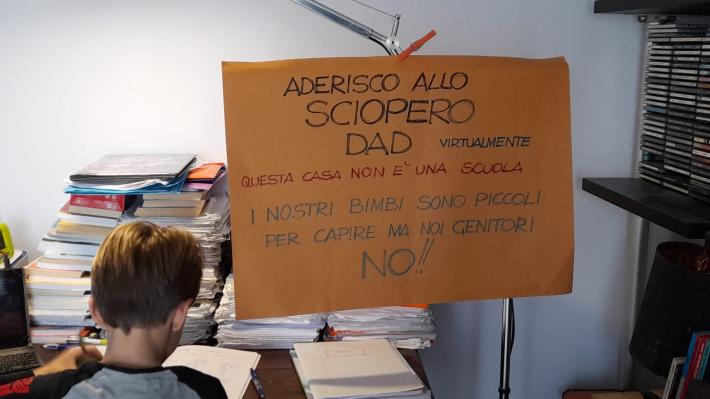 ADERISCO ALLO
SCIOPERO
DAD VIRTUALMENTE
QUESTA CASA NON E' UNA SCUOLA
I NOSTRI BIMBI SONO PICCOLI
PER CAPIRE MA NOI GENITORI
NO!!